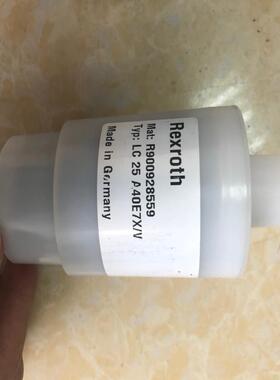 Rexroth
Mat: R900928559
Typ: LC 25 A40E7X/V
Made in Germany